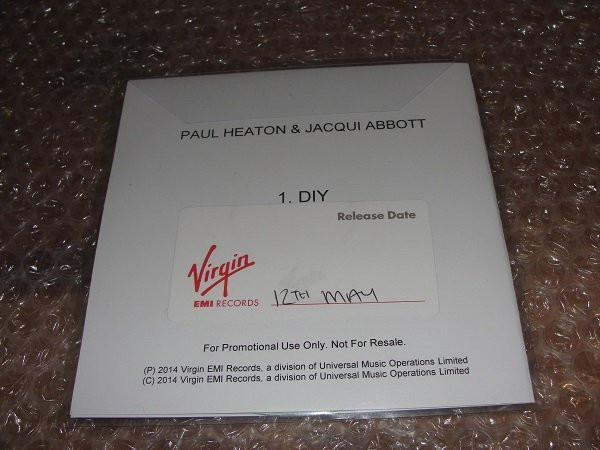 PAUL HEATON & JACQUI ABBOTT
1. DIY
Release Date
Virgin
EMI RECORDS
12TH MAY
For Promotional Use Only. Not For Resale.
(P) 2014 Virgin EMI Records, a division of Universal Music Operations Limited
(C) 2014 Virgin EMI Records, a division of Universal Music Operations Limited